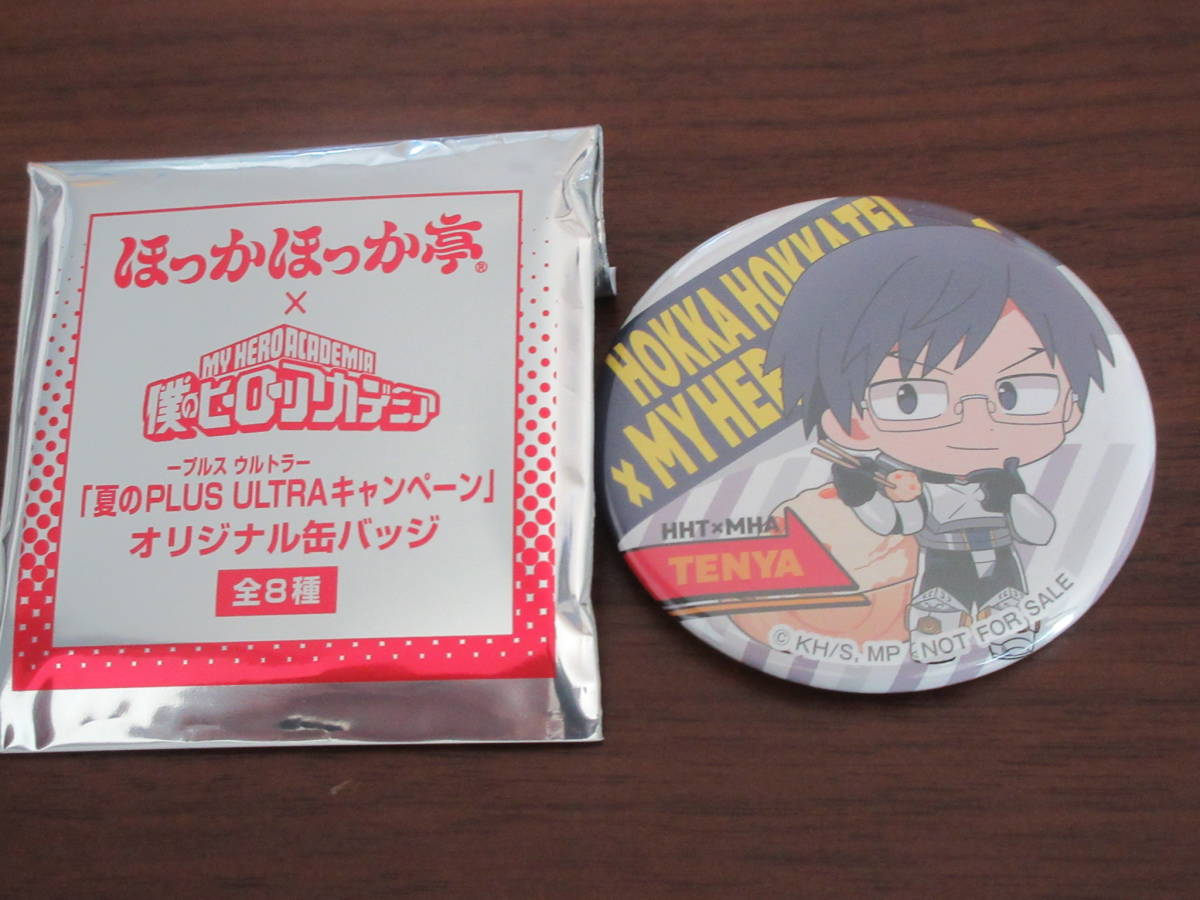 ほっかほっか亭®
×
MY HERO ACADEMIA
僕のヒーローアカデミア
ープルス ウルトラー
「夏のPLUS ULTRAキャンペーン」
オリジナル缶バッジ
全8種
HOKKA HOKKATEI
× MY HER
HHT×MHA
TENYA
© KH/S, MP NOT FOR SALE